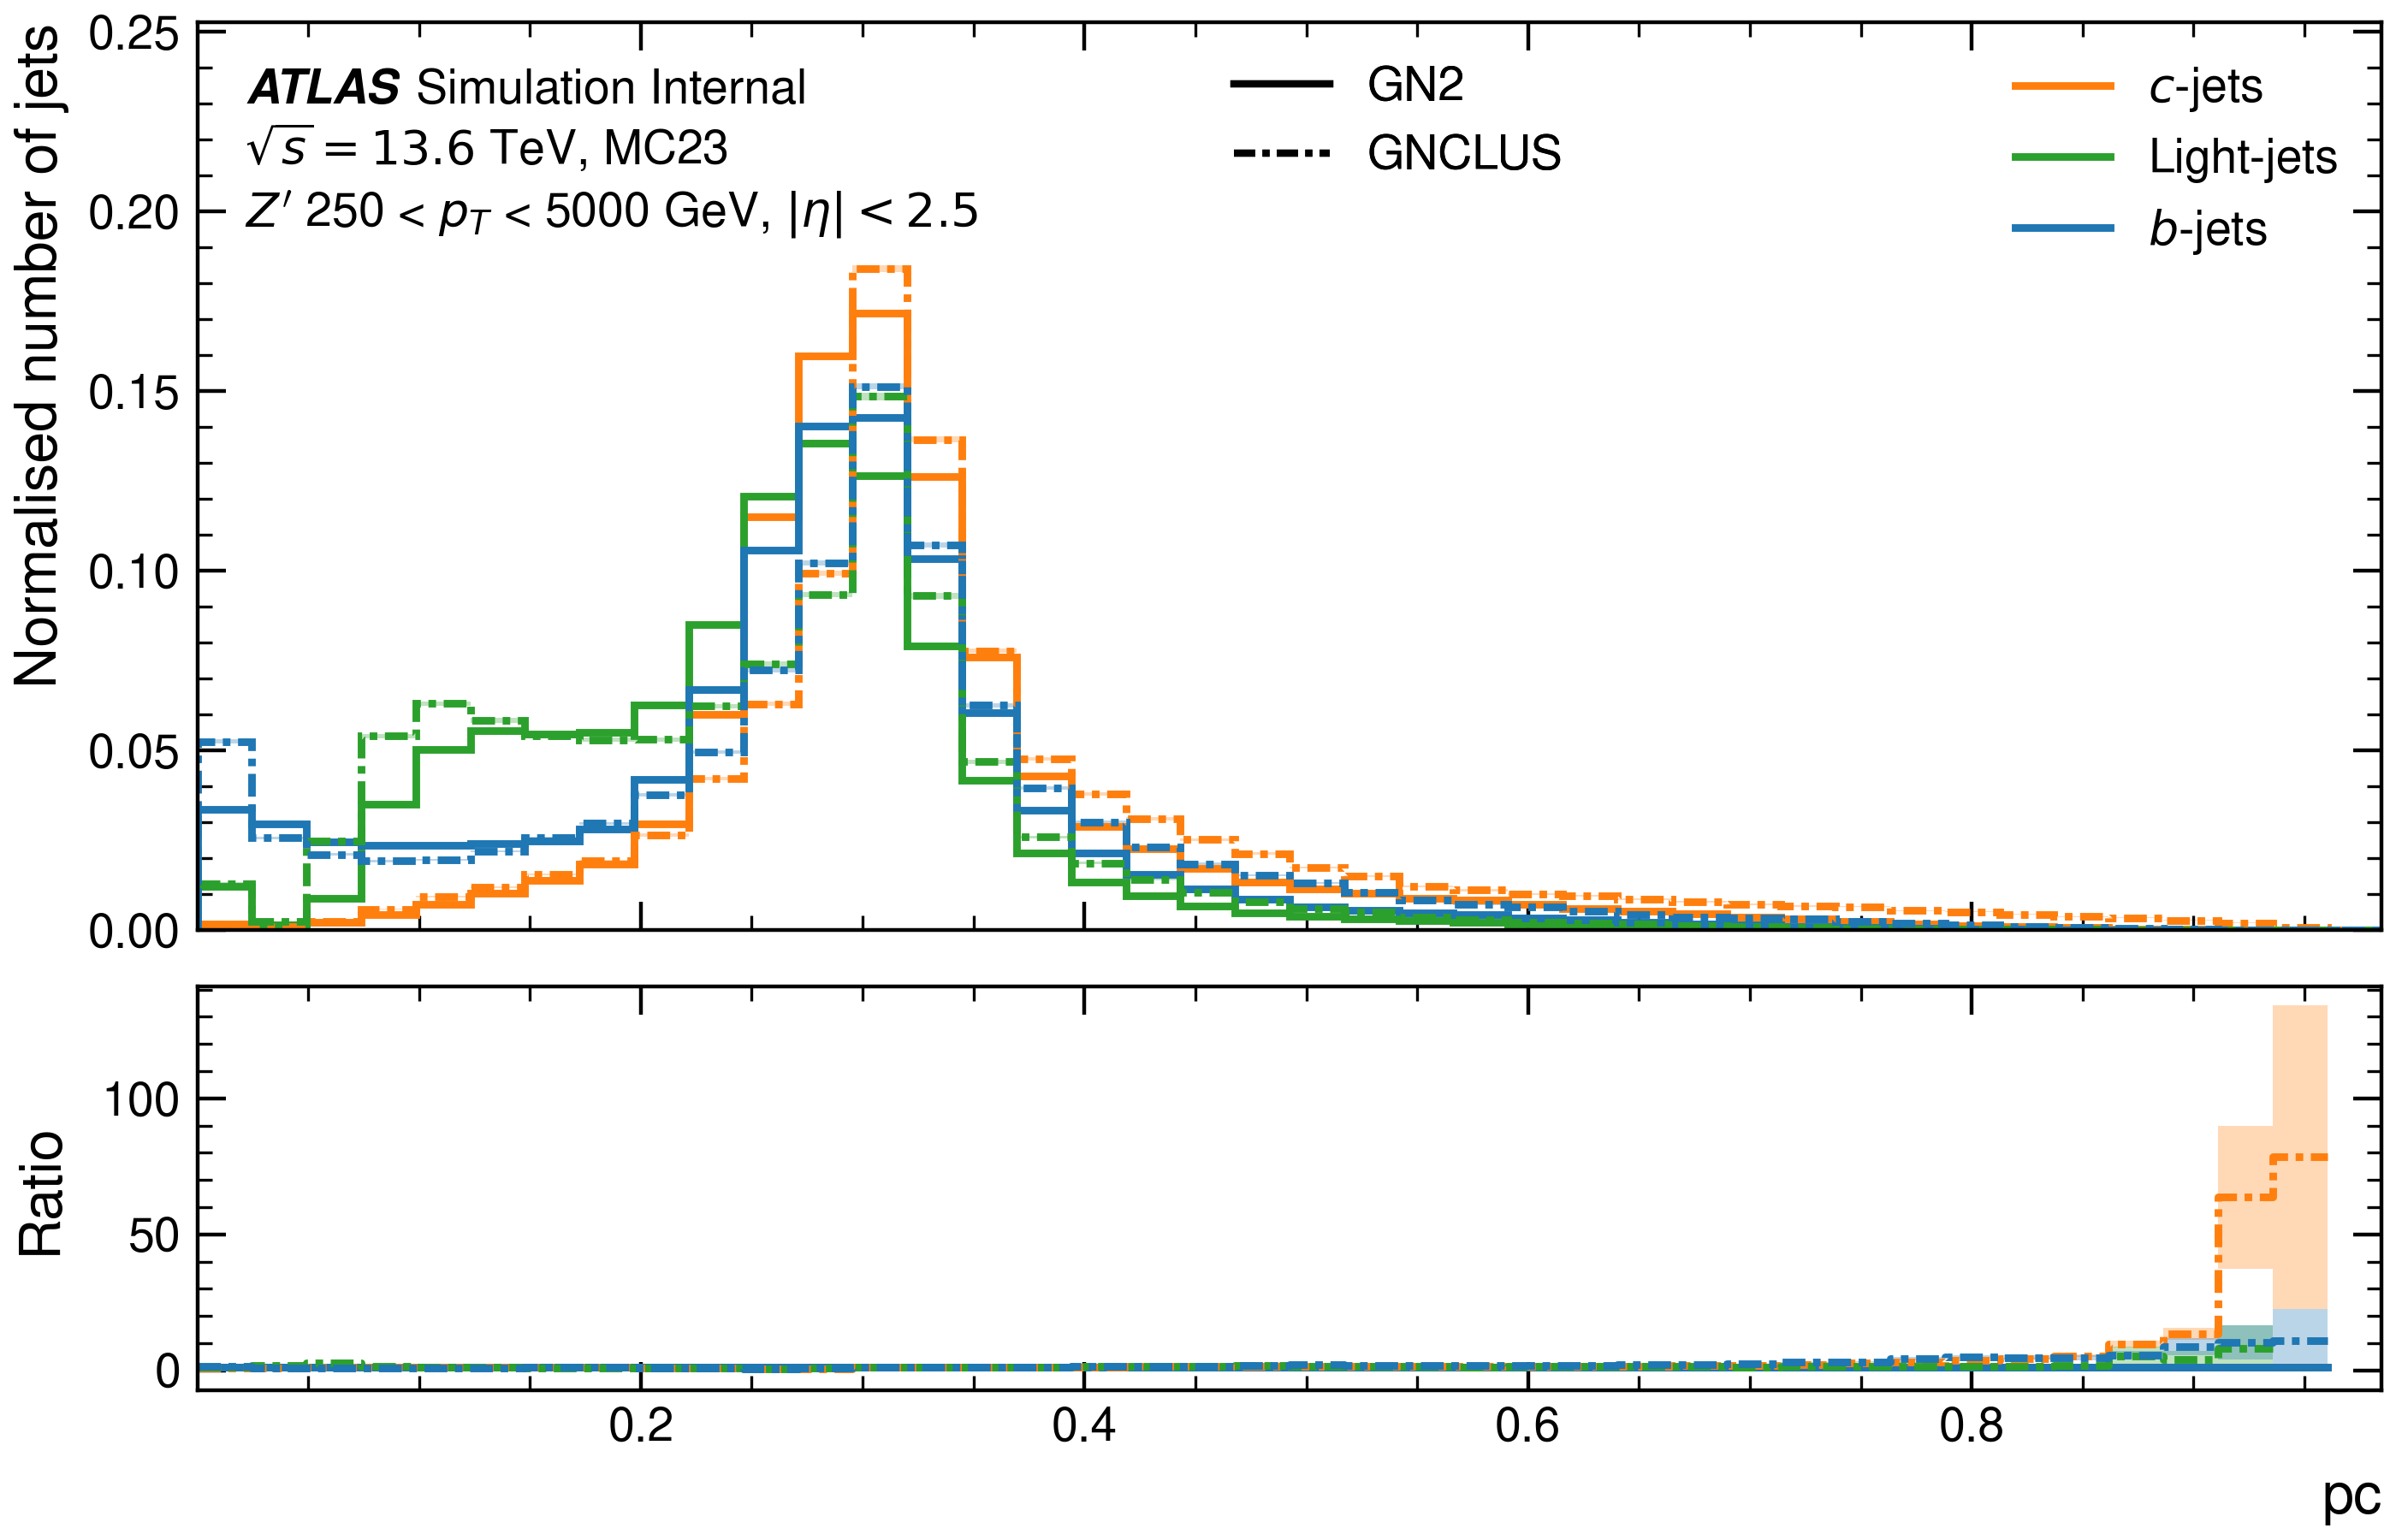 Normalised number of jets
0.25
0.20
0.15
0.10
0.05
0.00
ATLAS Simulation Internal
√s = 13.6 TeV, MC23
Z′ 250 < p_T < 5000 GeV, |η| < 2.5
GN2
GNCLUS
c-jets
Light-jets
b-jets
Ratio
100
50
0
0.2 0.4 0.6 0.8
pc